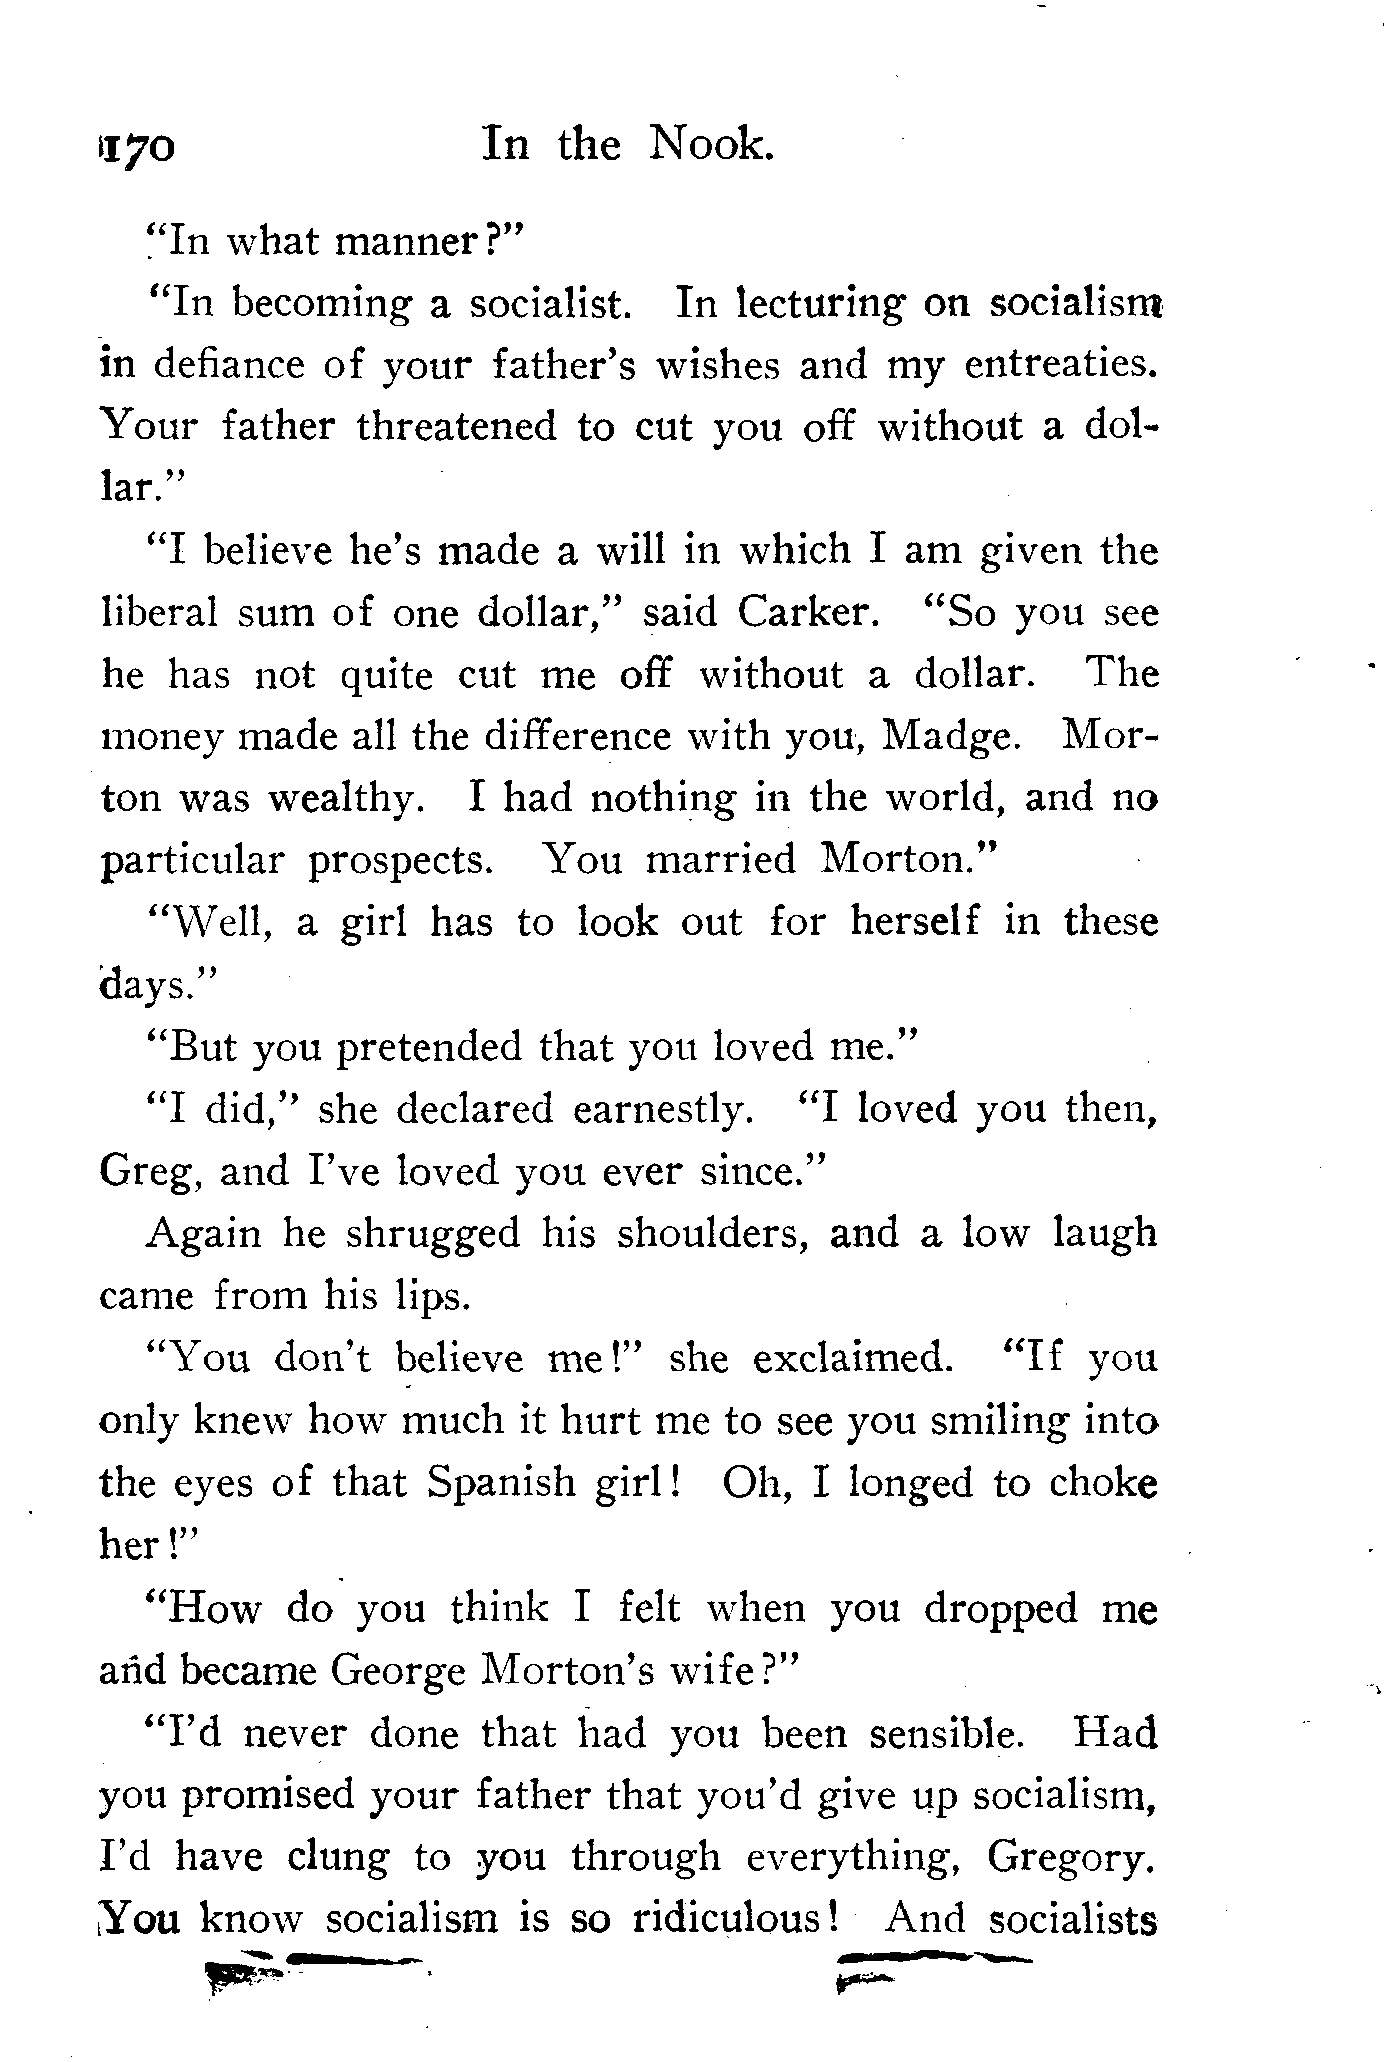 170 In the Nook.
"In what manner?"
"In becoming a socialist. In lecturing on socialism
in defiance of your father's wishes and my entreaties.
Your father threatened to cut you off without a dol-
lar."
"I believe he's made a will in which I am given the
liberal sum of one dollar," said Carker. "So you see
he has not quite cut me off without a dollar. The
money made all the difference with you, Madge. Mor-
ton was wealthy. I had nothing in the world, and no
particular prospects. You married Morton."
"Well, a girl has to look out for herself in these
days."
"But you pretended that you loved me."
"I did," she declared earnestly. "I loved you then,
Greg, and I've loved you ever since."
Again he shrugged his shoulders, and a low laugh
came from his lips.
"You don't believe me!" she exclaimed. "If you
only knew how much it hurt me to see you smiling into
the eyes of that Spanish girl! Oh, I longed to choke
her!"
"How do you think I felt when you dropped me
and became George Morton's wife?"
"I'd never done that had you been sensible. Had
you promised your father that you'd give up socialism,
I'd have clung to you through everything, Gregory.
You know socialism is so ridiculous! And socialists